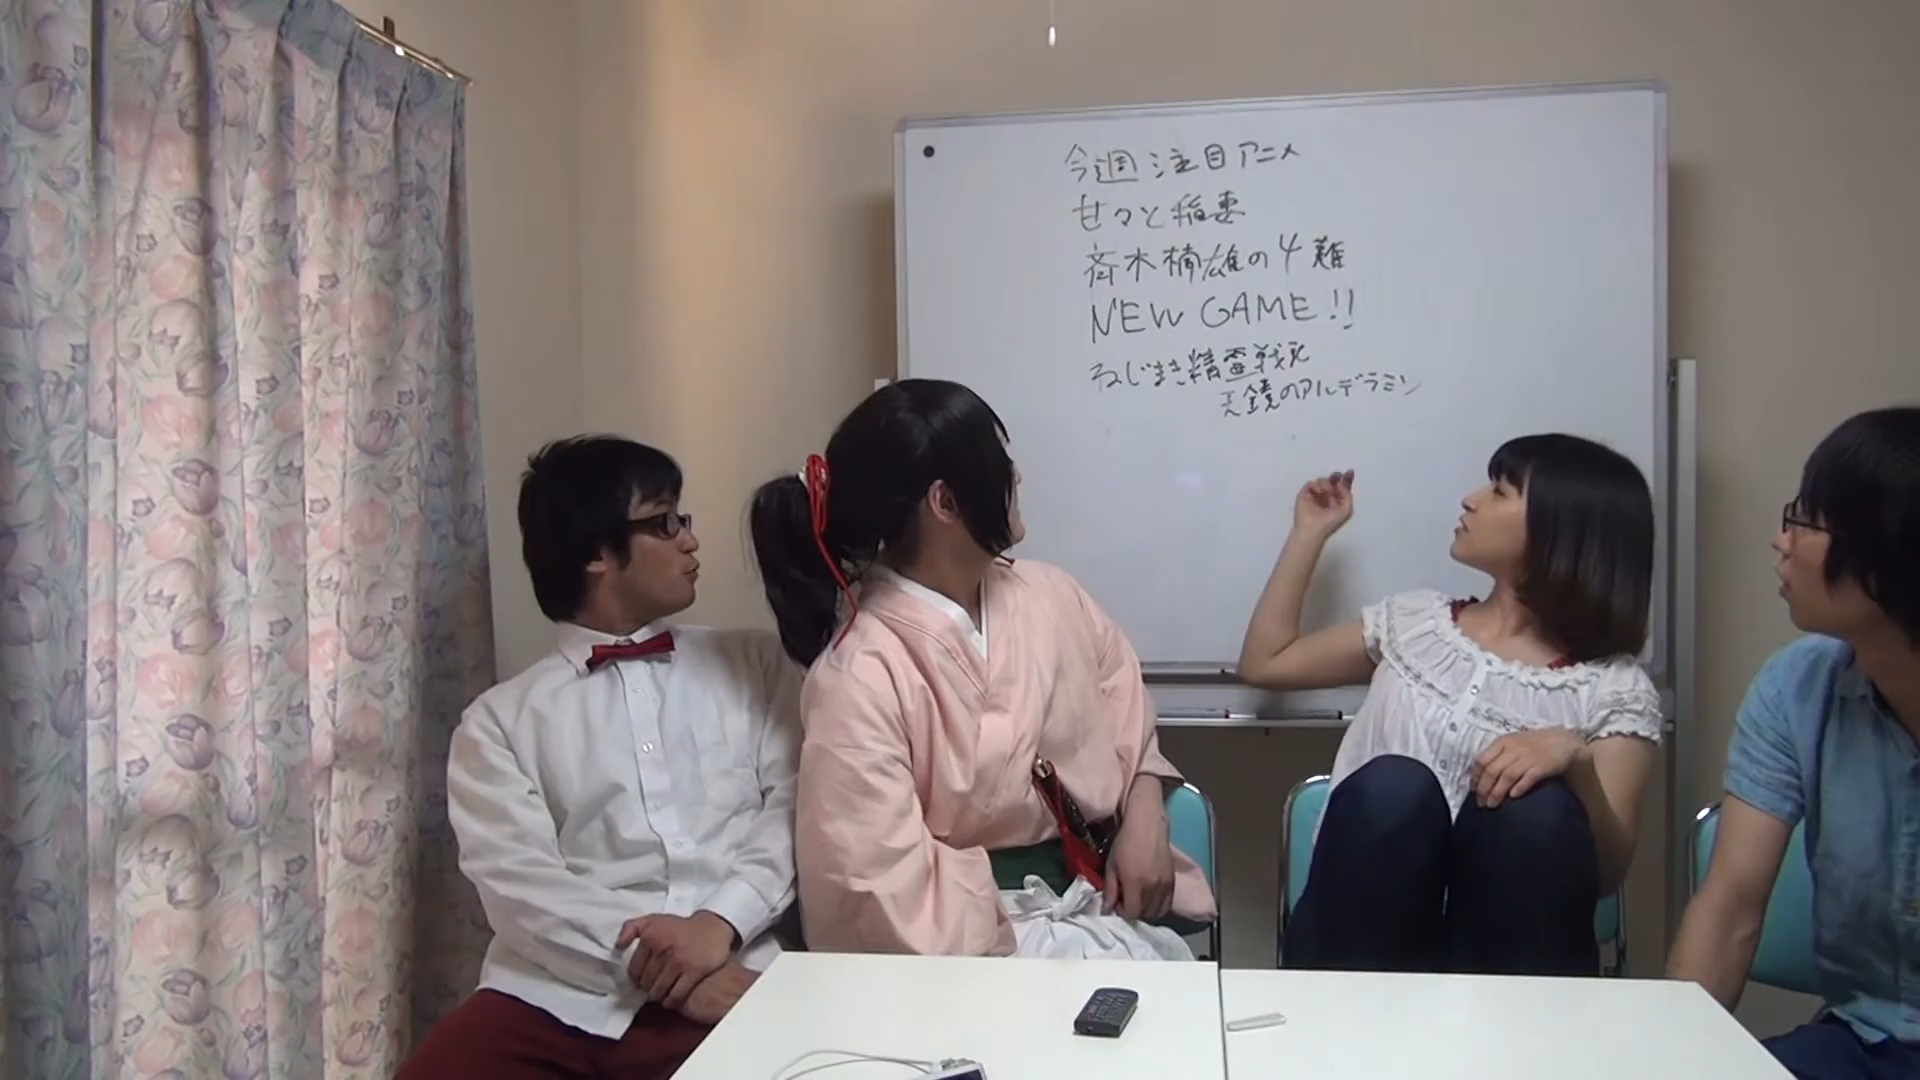 今週注目アニメ
甘々と稲妻
斉木楠雄のΨ難
NEW GAME!!
ねじまき精霊戦記
天鏡のアルデラミン